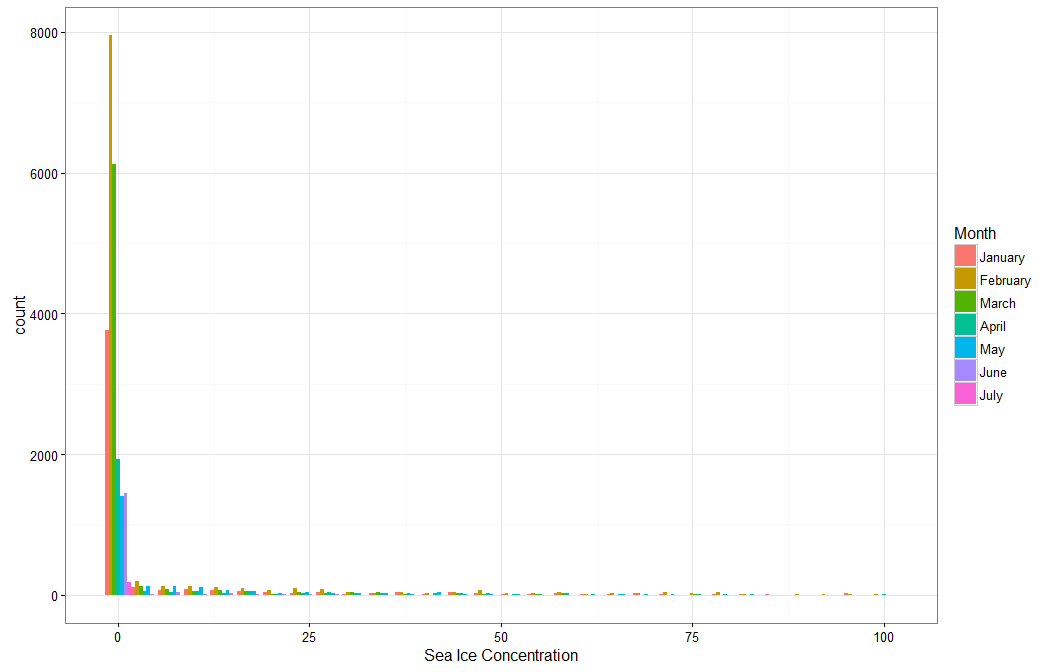 8000
6000
4000
2000
0
count
0 25 50 75 100
Sea Ice Concentration
Month
January
February
March
April
May
June
July